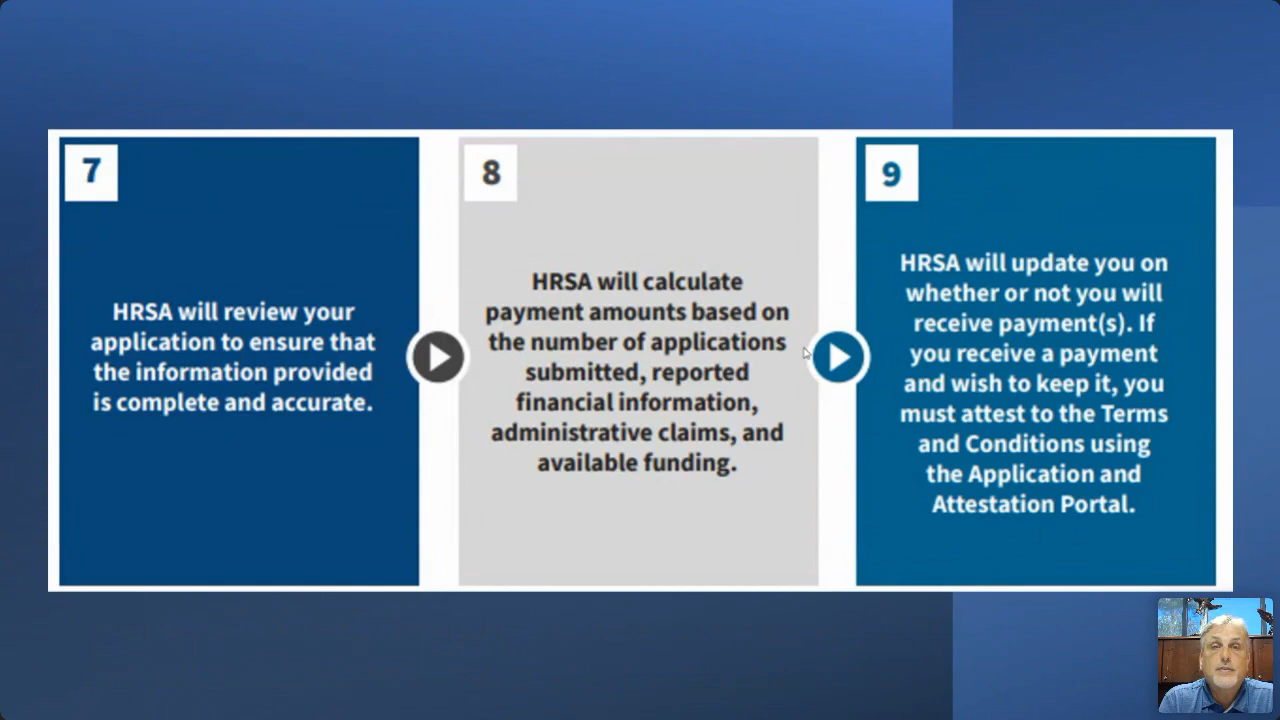 7
HRSA will review your
application to ensure that
the information provided
is complete and accurate.
8
HRSA will calculate
payment amounts based on
the number of applications
submitted, reported
financial information,
administrative claims, and
available funding.
9
HRSA will update you on
whether or not you will
receive payment(s). If
you receive a payment
and wish to keep it, you
must attest to the Terms
and Conditions using
the Application and
Attestation Portal.